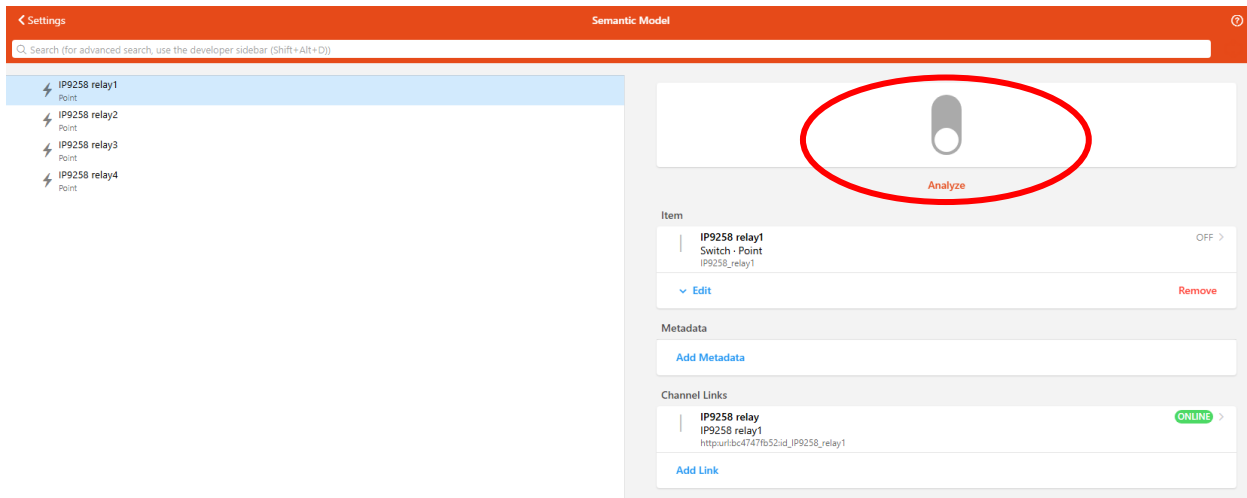 Settings
Semantic Model
Search (for advanced search, use the developer sidebar (Shift+Alt+D))
IP9258 relay1
Point
IP9258 relay2
Point
IP9258 relay3
Point
IP9258 relay4
Point
Analyze
Item
IP9258 relay1
OFF
Switch · Point
IP9258_relay1
Edit
Remove
Metadata
Add Metadata
Channel Links
IP9258 relay
ONLINE
IP9258 relay1
http:url:bc4747fb52:id_IP9258_relay1
Add Link